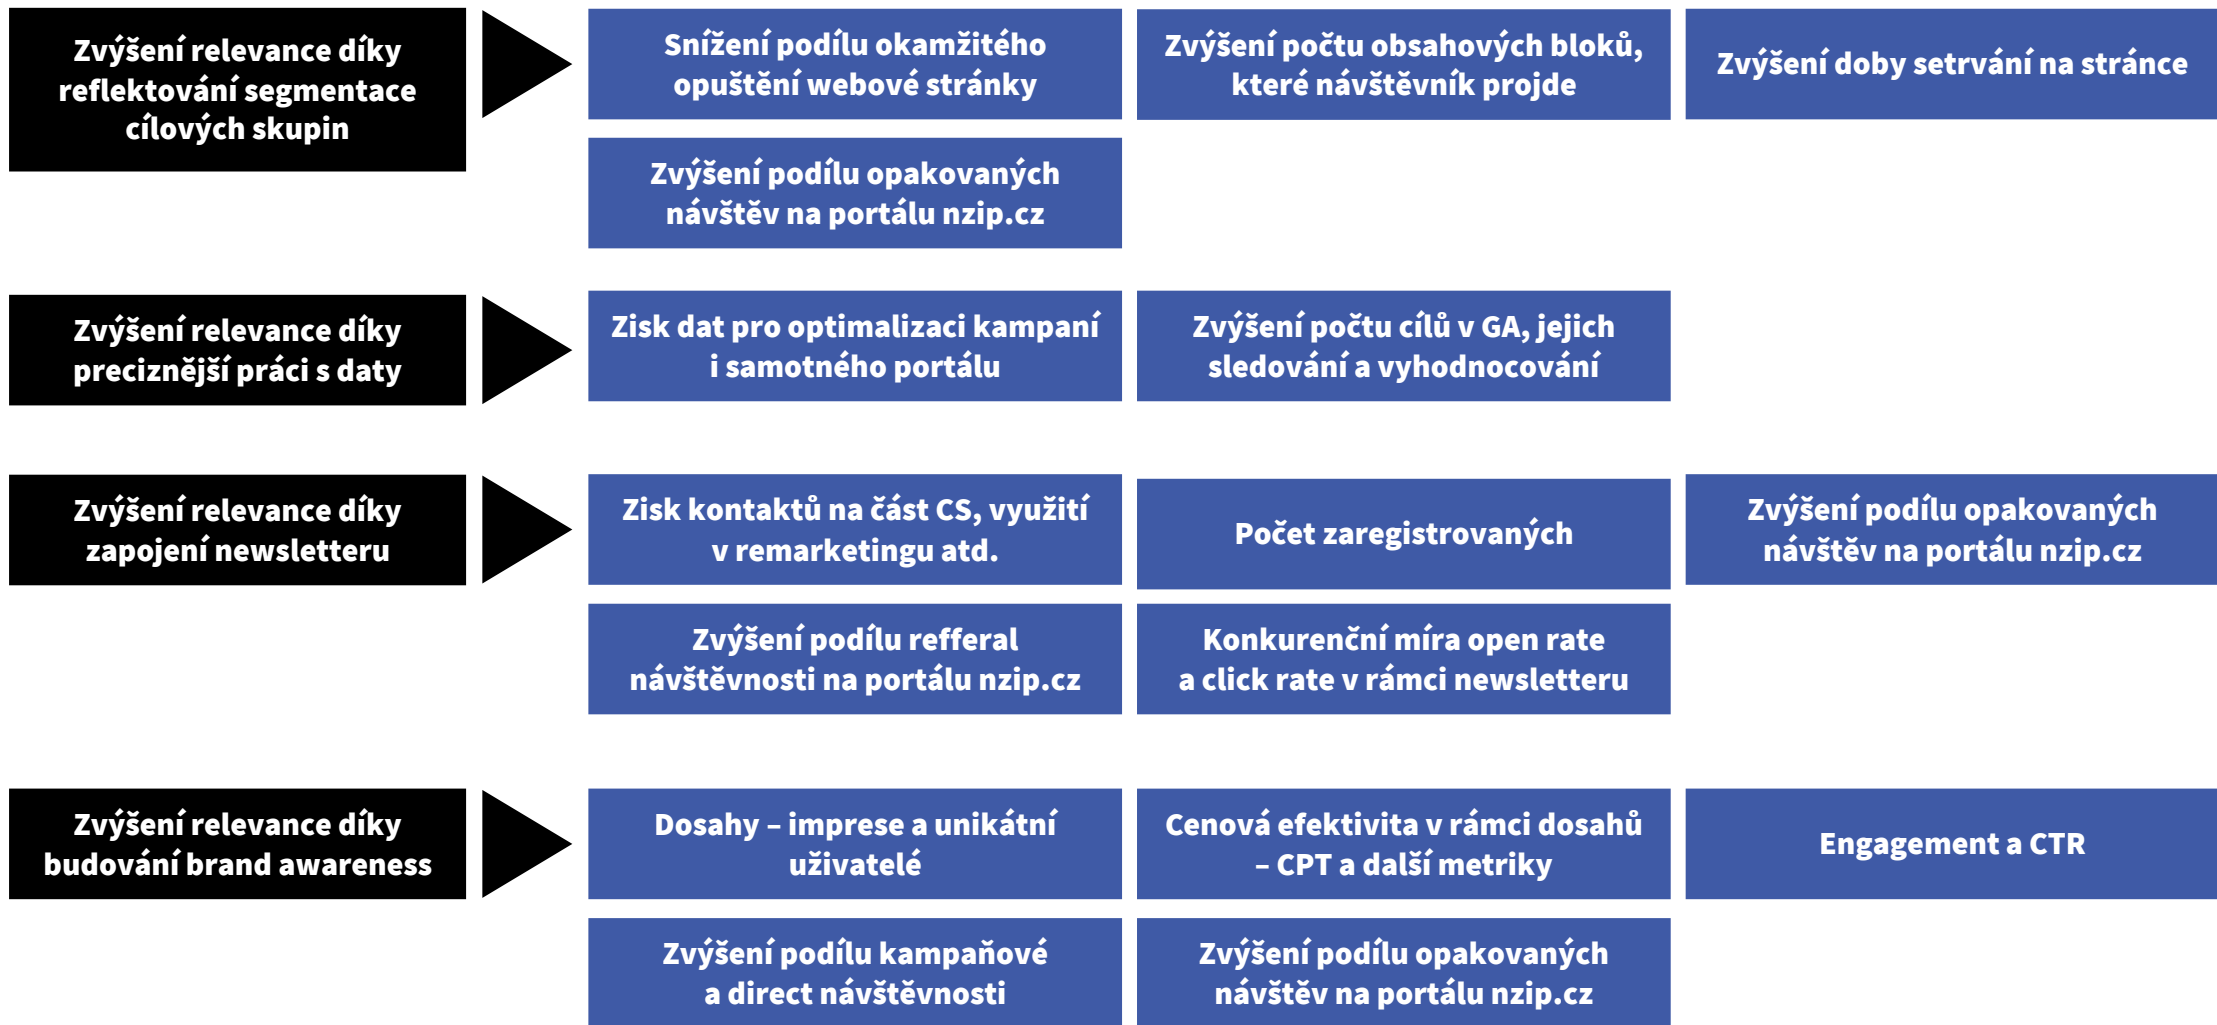 Zvýšení relevance díky
reflektování segmentace
cílových skupin
Snížení podílu okamžitého
opuštění webové stránky
Zvýšení počtu obsahových bloků,
které návštěvník projde
Zvýšení doby setrvání na stránce
Zvýšení podílu opakovaných
návštěv na portálu nzip.cz
Zvýšení relevance díky
preciznější práci s daty
Zisk dat pro optimalizaci kampaní
i samotného portálu
Zvýšení počtu cílů v GA, jejich
sledování a vyhodnocování
Zvýšení relevance díky
zapojení newsletteru
Zisk kontaktů na část CS, využití
v remarketingu atd.
Počet zaregistrovaných
Zvýšení podílu opakovaných
návštěv na portálu nzip.cz
Zvýšení podílu refferal
návštěvnosti na portálu nzip.cz
Konkurenční míra open rate
a click rate v rámci newsletteru
Zvýšení relevance díky
budování brand awareness
Dosahy – imprese a unikátní
uživatelé
Cenová efektivita v rámci dosahů
– CPT a další metriky
Engagement a CTR
Zvýšení podílu kampaňové
a direct návštěvnosti
Zvýšení podílu opakovaných
návštěv na portálu nzip.cz